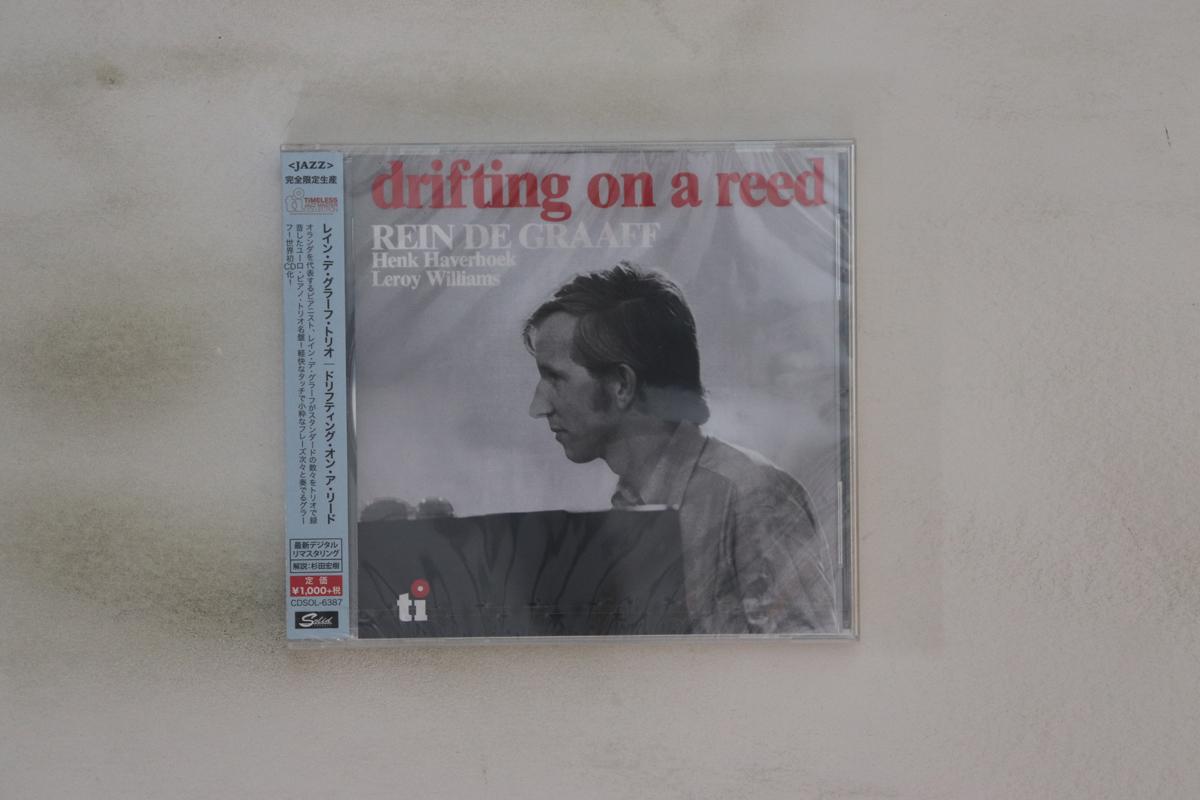 <JAZZ>
完全限定生産
TIMELESS
JAZZ MASTER
COLLECTION
レイン・デ・グラーフ・トリオ│ドリフティング・オン・ア・リード
オランダを代表するピアニスト、レイン・デ・グラーフがスタンダードの数々をトリオで録
音したユーロ・ピアノ・トリオ名盤！軽快なタッチで小粋なフレーズ次々と奏でるグラー
フ！世界初CD化！
最新デジタル
リマスタリング
解説：杉田宏樹
定価
¥1,000+税
CDSOL-6387
Solid
drifting on a reed
REIN DE GRAAFF
Henk Haverhoek
Leroy Williams
ti